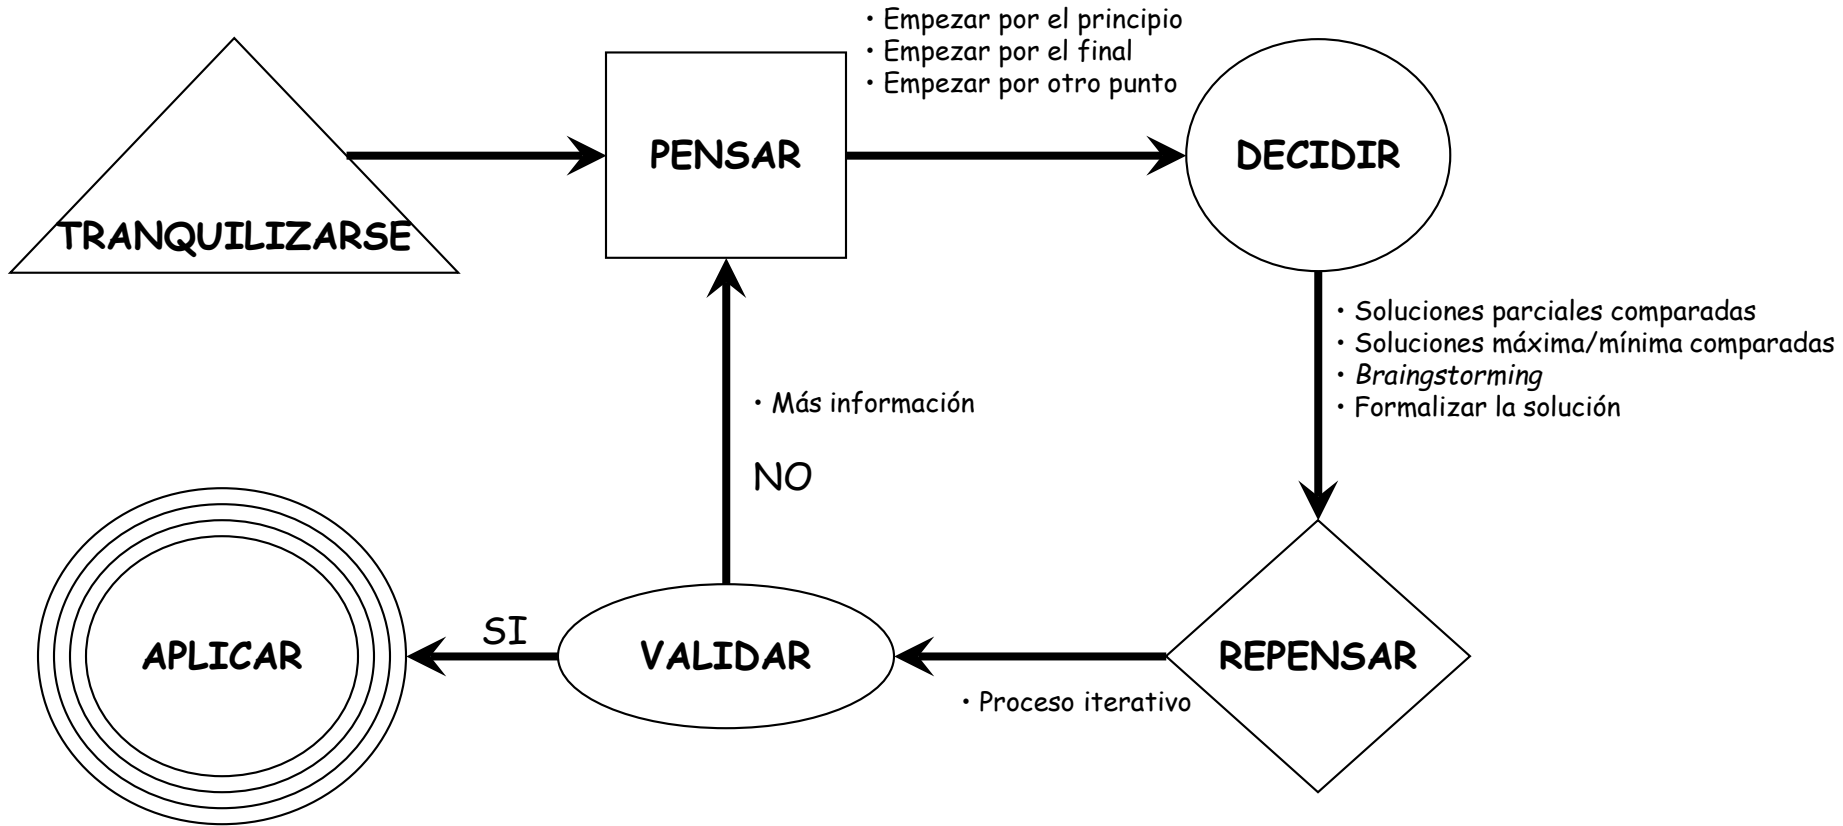 • Empezar por el principio
• Empezar por el final
• Empezar por otro punto
TRANQUILIZARSE
PENSAR
DECIDIR
• Soluciones parciales comparadas
• Soluciones máxima/mínima comparadas
• Braingstorming
• Formalizar la solución
• Más información
NO
SI
APLICAR
VALIDAR
REPENSAR
• Proceso iterativo